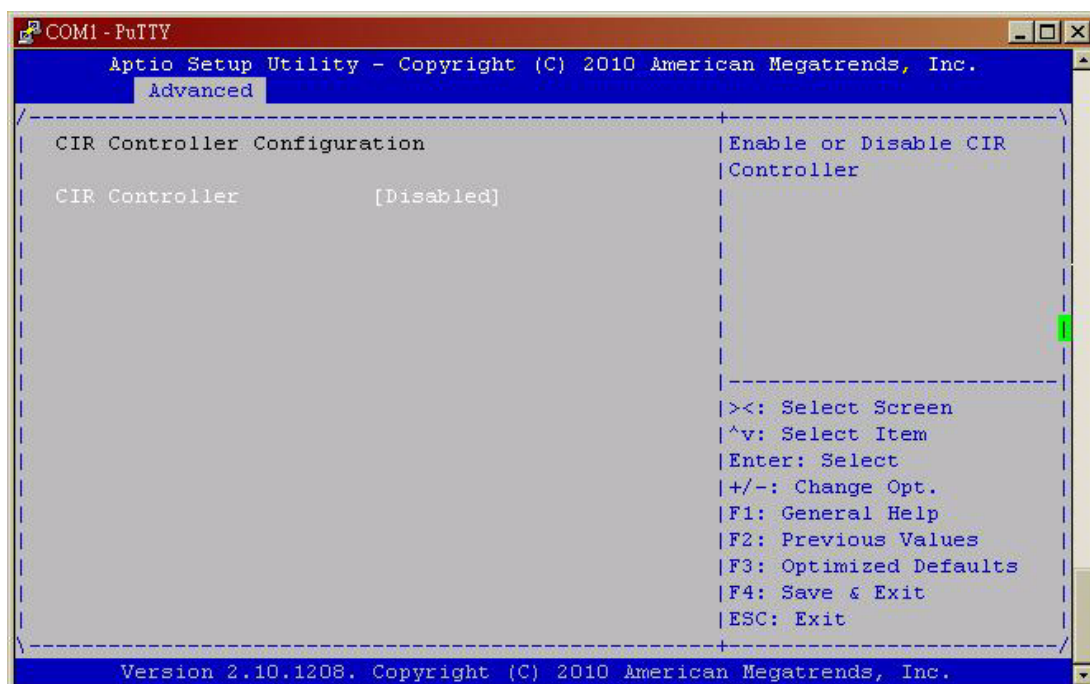 COM1 - PuTTY
Aptio Setup Utility - Copyright (C) 2010 American Megatrends, Inc.
Advanced
CIR Controller Configuration
Enable or Disable CIR
Controller
CIR Controller [Disabled]
><: Select Screen
^v: Select Item
Enter: Select
+/-: Change Opt.
F1: General Help
F2: Previous Values
F3: Optimized Defaults
F4: Save & Exit
ESC: Exit
Version 2.10.1208. Copyright (C) 2010 American Megatrends, Inc.